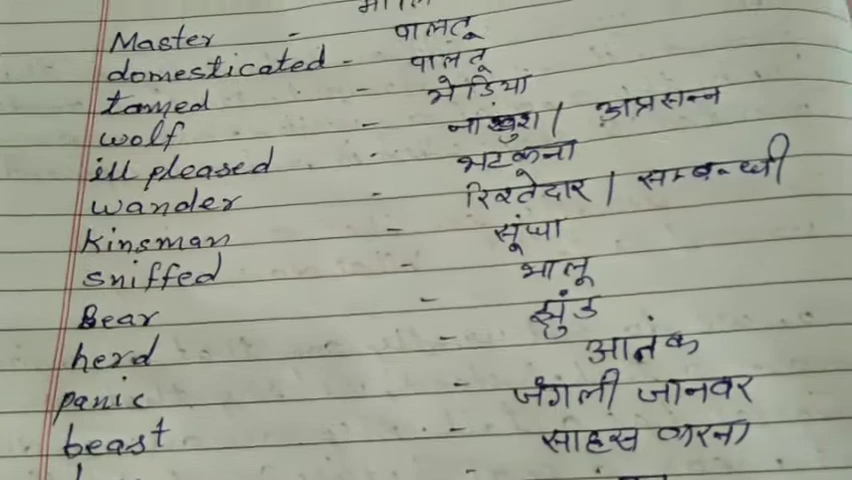 Master -
domesticated - पालतू
tamed - पालतू
wolf - भेडिया
ill pleased - नाखुश / अप्रसन्न
wander - भटकना
Kinsman - रिश्तेदार / सम्बन्धी
sniffed - सूंघा
Bear - भालू
herd - झुंड
panic - आतंक
beast - जंगली जानवर
साहस करना